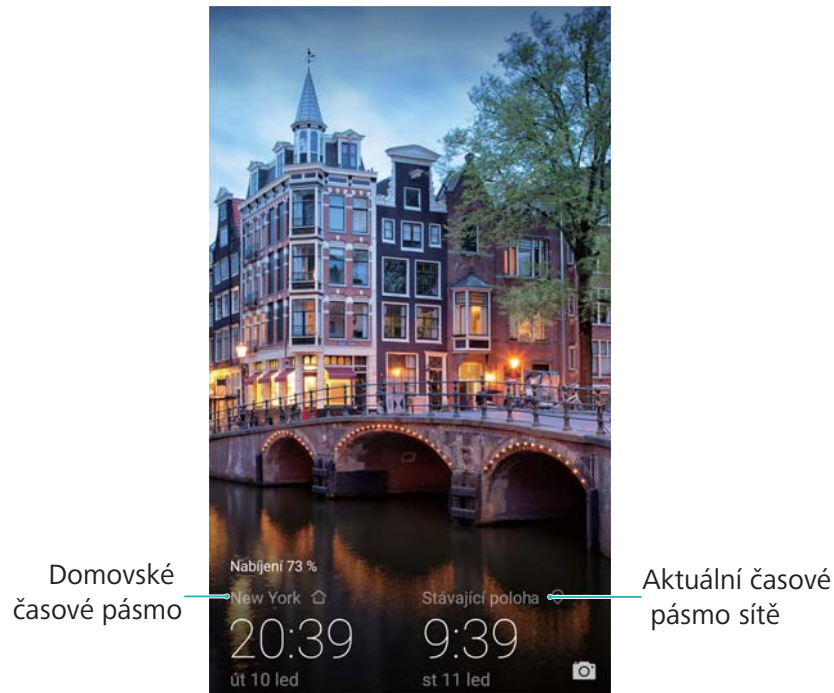 Nabíjení 73 %
Domovské
časové pásmo
New York
Stávající poloha
Aktuální časové
pásmo sítě
20:39
9:39
út 10 led
st 11 led